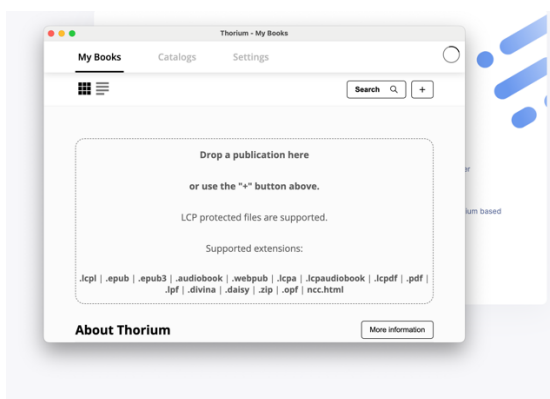 Thorium - My Books
My Books Catalogs Settings
Search +
Drop a publication here
or use the "+" button above.
LCP protected files are supported.
Supported extensions:
.lcpl | .epub | .epub3 | .audiobook | .webpub | .lcpa | .lcpaudiobook | .lcpdf | .pdf |
.lpf | .divina | .daisy | .zip | .opf | ncc.html
About Thorium More information
er
ium based